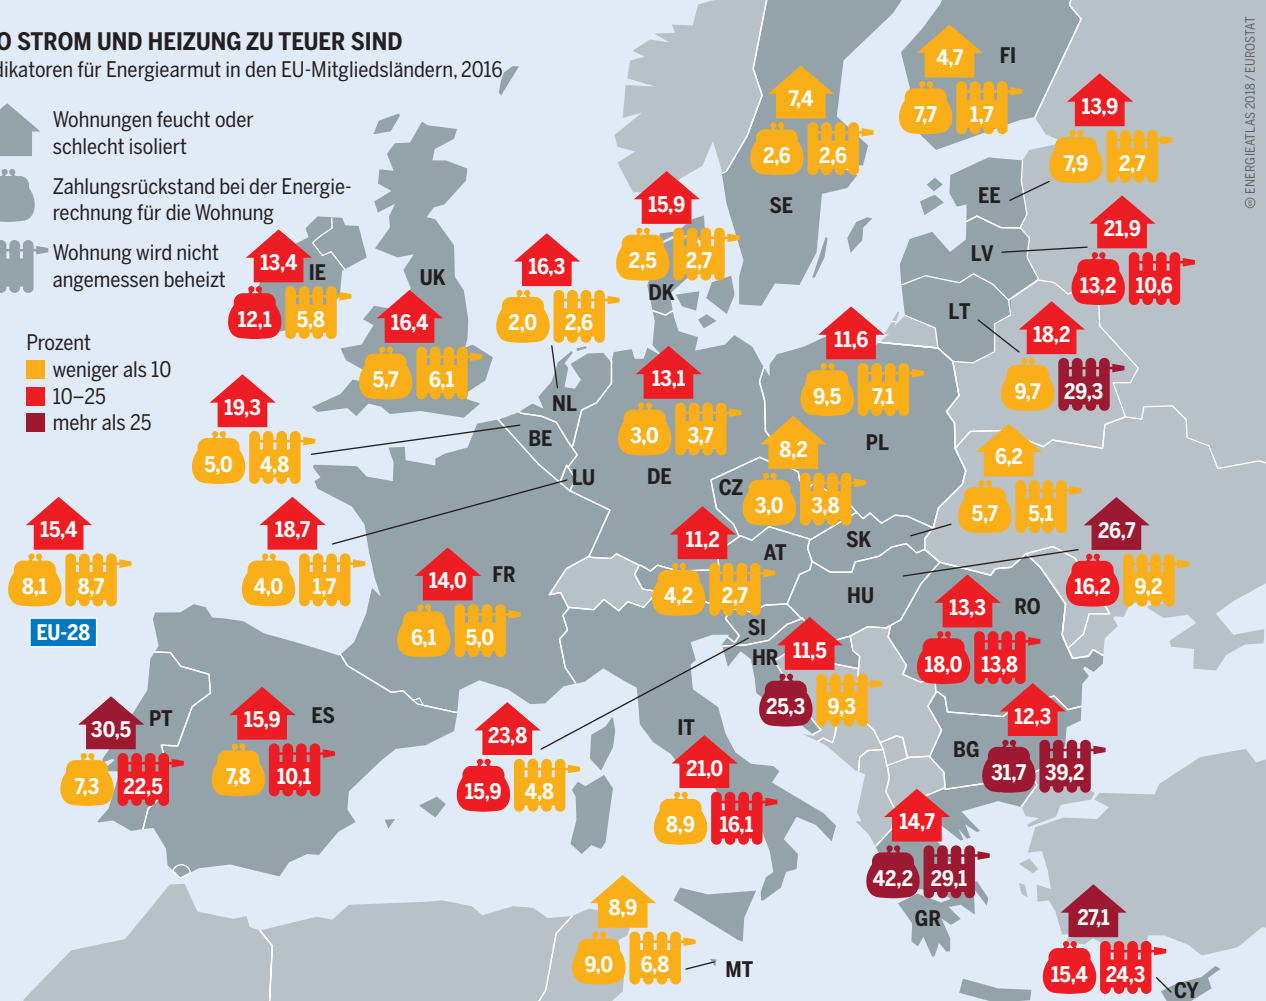 O STROM UND HEIZUNG ZU TEUER SIND
dikatoren für Energiearmut in den EU-Mitgliedsländern, 2016
Wohnungen feucht oder
schlecht isoliert
Zahlungsrückstand bei der Energie-
rechnung für die Wohnung
Wohnung wird nicht
angemessen beheizt
Prozent
weniger als 10
10–25
mehr als 25
© ENERGIEATLAS 2018 / EUROSTAT
4,7
FI
7,7 1,7
7,4
2,6 2,6
SE
13,9
7,9 2,7
EE
21,9
13,2 10,6
LV
18,2
9,7 29,3
LT
15,9
2,5 2,7
DK
13,4
IE
12,1 5,8
UK
16,4
5,7 6,1
16,3
2,0 2,6
NL
11,6
9,5 7,1
PL
13,1
3,0 3,7
DE
19,3
5,0 4,8
BE
18,7
4,0 1,7
LU
8,2
CZ
3,0 3,8
6,2
5,7 5,1
SK
15,4
8,1 8,7
EU-28
14,0
FR
6,1 5,0
11,2
AT
4,2 2,7
26,7
16,2 9,2
HU
13,3
RO
18,0 13,8
SI
23,8
15,9 4,8
HR
11,5
25,3 9,3
30,5
PT
7,3 22,5
15,9
ES
7,8 10,1
IT
21,0
8,9 16,1
12,3
BG
31,7 39,2
14,7
42,2 29,1
GR
8,9
9,0 6,8
MT
27,1
15,4 24,3
CY